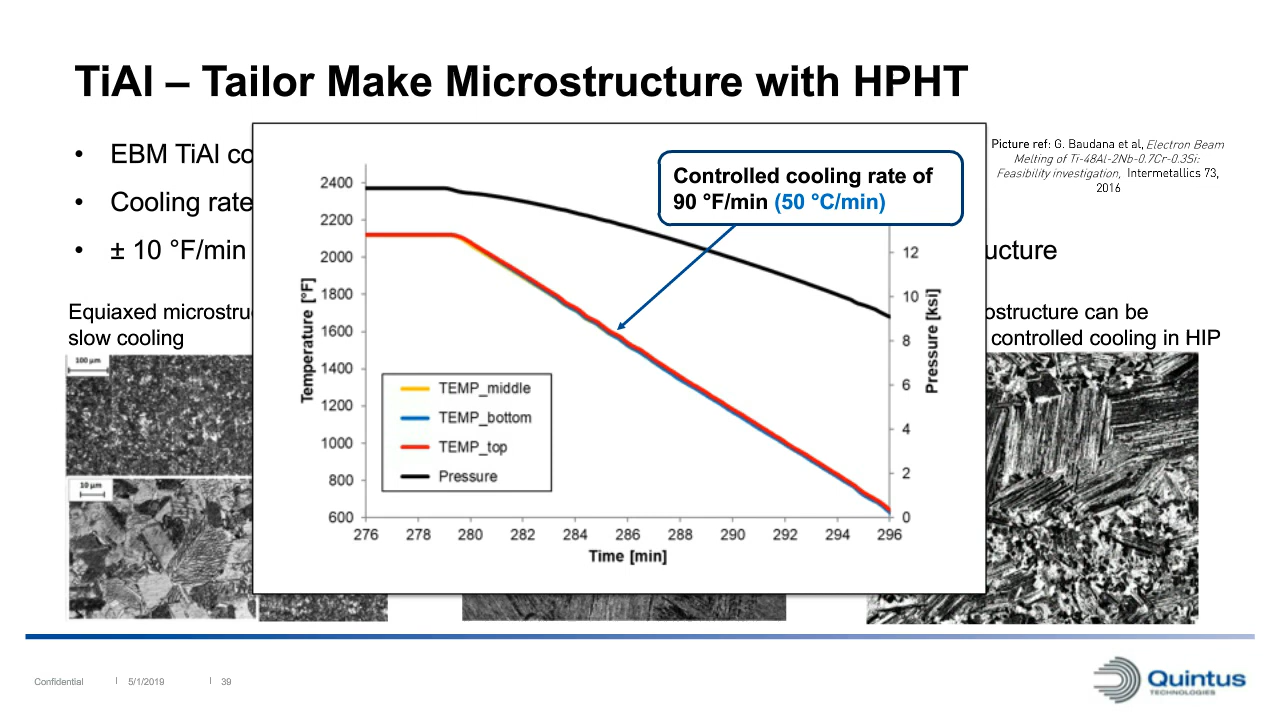 TiAl – Tailor Make Microstructure with HPHT
• EBM TiAl co
• Cooling rate
• ± 10 °F/min
ucture
Picture ref: G. Baudana et al, Electron Beam
Melting of Ti-48Al-2Nb-0.7Cr-0.3Si:
Feasibility investigation, Intermetallics 73,
2016
Equiaxed microstru
slow cooling
ostructure can be
controlled cooling in HIP
100 µm
10 µm
Controlled cooling rate of
90 °F/min (50 °C/min)
Temperature [°F]
2400
2200
2000
1800
1600
1400
1200
1000
800
600
TEMP_middle
TEMP_bottom
TEMP_top
Pressure
12
10
8
6
4
2
0
Pressure [ksi]
276 278 280 282 284 286 288 290 292 294 296
Time [min]
Confidential
5/1/2019
39
Quintus
TECHNOLOGIES